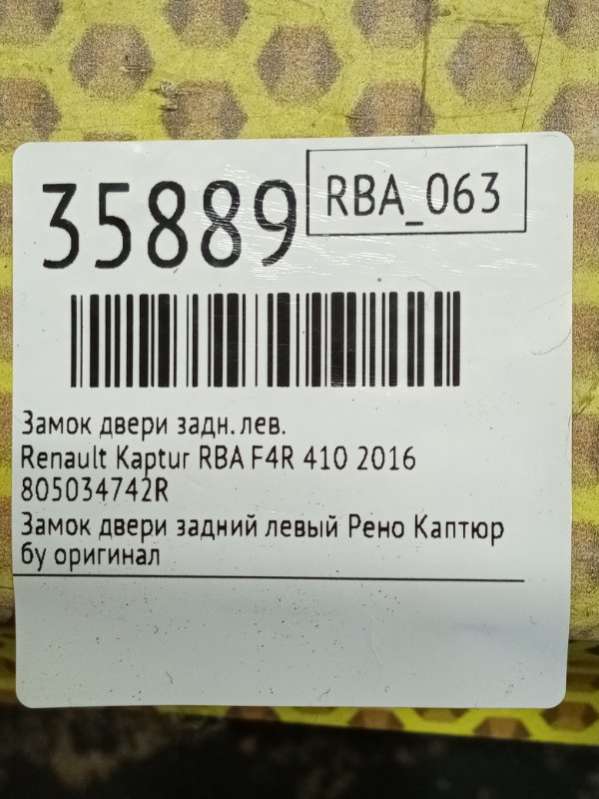 35889
RBA_063
Замок двери задн. лев.
Renault Kaptur RBA F4R 410 2016
805034742R
Замок двери задний левый Рено Каптюр
бу оригинал